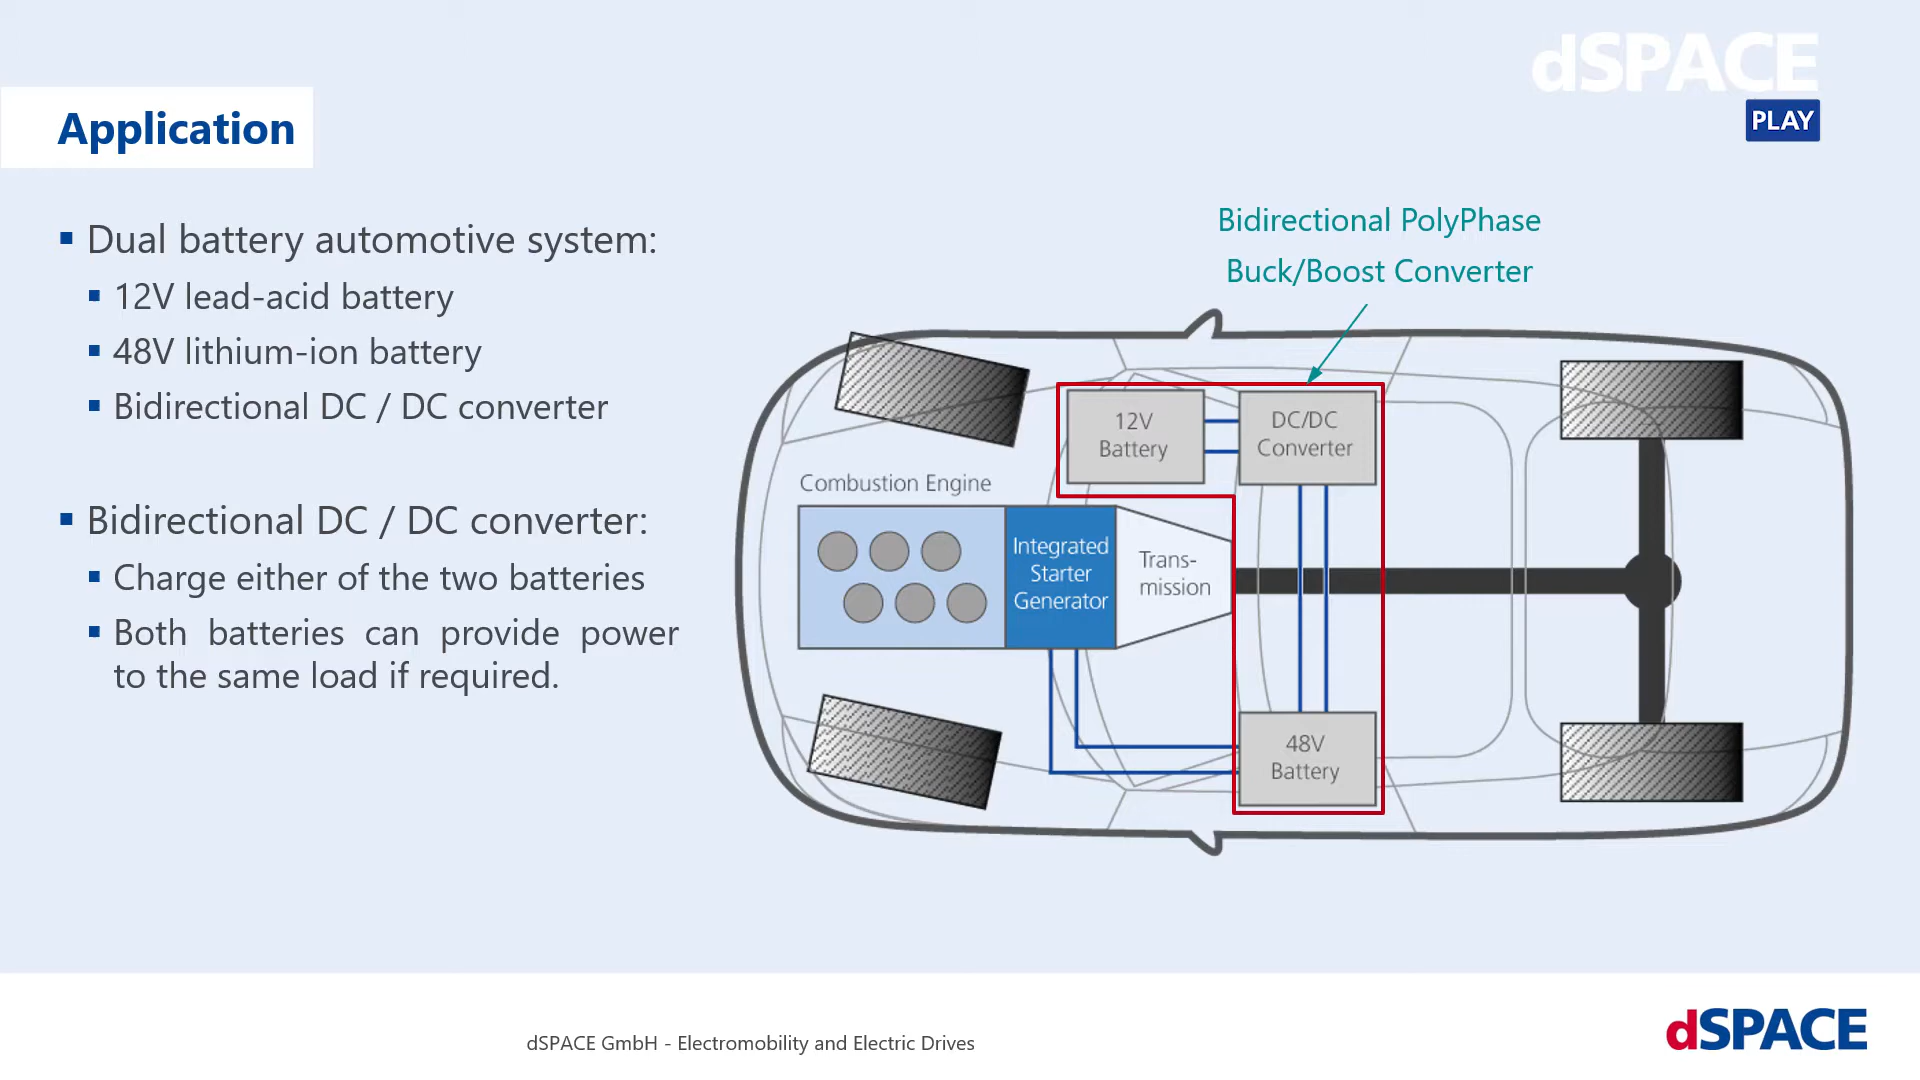 dSPACE
PLAY
Application
Dual battery automotive system:
12V lead-acid battery
48V lithium-ion battery
Bidirectional DC / DC converter
Bidirectional DC / DC converter:
Charge either of the two batteries
Both batteries can provide power
to the same load if required.
Bidirectional PolyPhase
Buck/Boost Converter
12V
Battery
DC/DC
Converter
Combustion Engine
Integrated
Starter
Generator
Trans-
mission
48V
Battery
dSPACE GmbH - Electromobility and Electric Drives
dSPACE